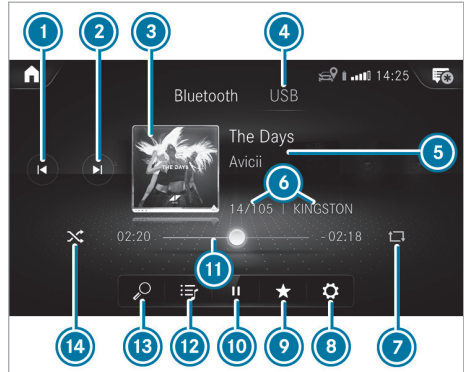 1 2 3 4
14:25
Bluetooth USB
THE DAYS
The Days
Avicii
5
6
14/105 | KINGSTON
02:20 -02:18
11
14 13 12 10 9 8 7